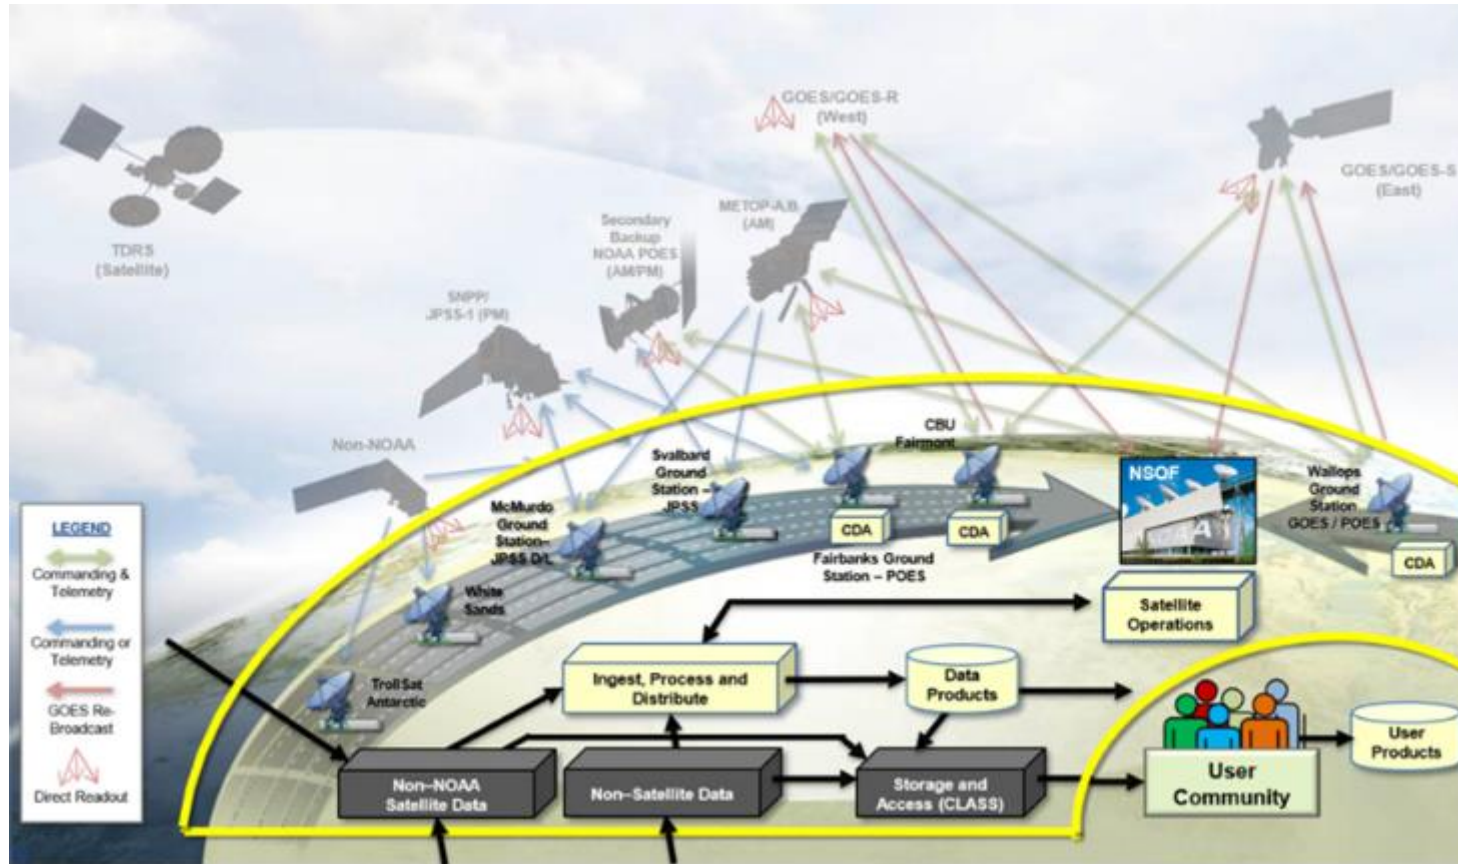 GOES/GOES-R
(West)
GOES/GOES-S
(East)
TDRS
(Satellite)
METOP-A.B.
(AM)
Secondary
Backup
NOAA POES
(AM/PM)
SNPP/
JPSS-1 (PM)
Non-NOAA
CBU
Fairmont
Svalbard
Ground
Station –
JPSS
McMurdo
Ground
Station–
JPSS D/L
White
Sands
TrollSat
Antarctic
CDA
CDA
Fairbanks Ground
Station – POES
NSOF
Wallops
Ground
Station
GOES / POES
CDA
Satellite
Operations
LEGEND
Commanding &
Telemetry
Commanding or
Telemetry
GOES Re-
Broadcast
Direct Readout
Ingest, Process and
Distribute
Data
Products
Non–NOAA
Satellite Data
Non–Satellite Data
Storage and
Access (CLASS)
User
Community
User
Products